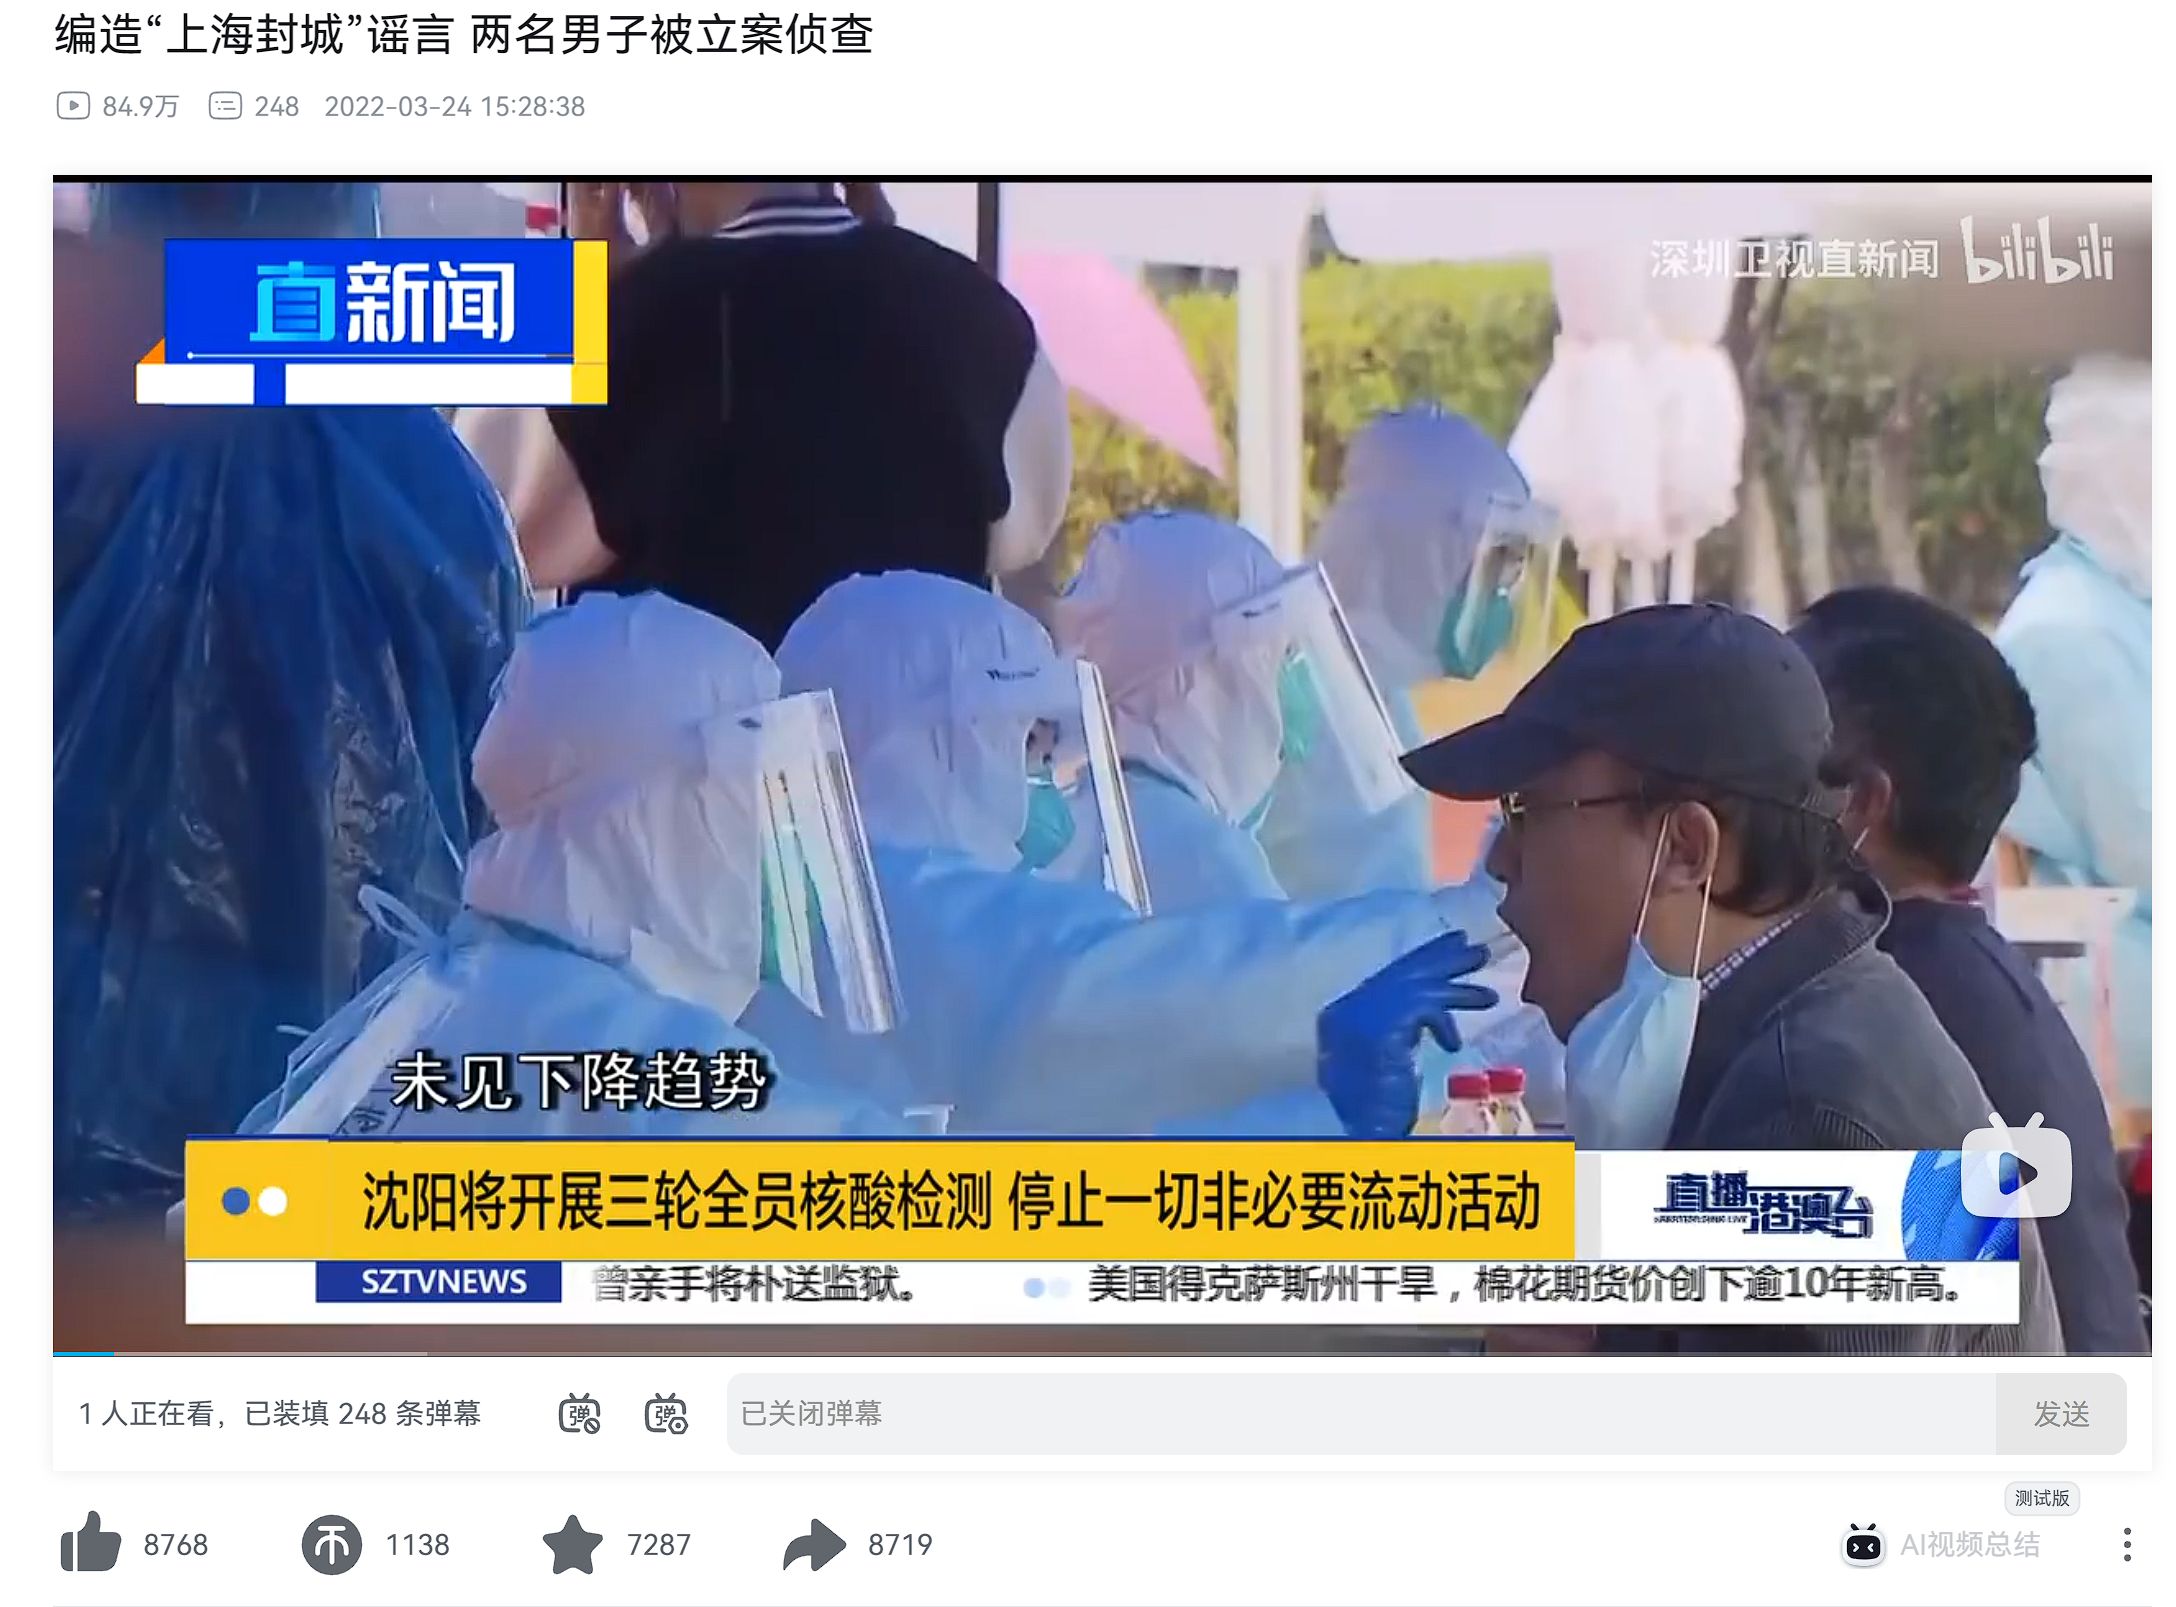 编造“上海封城”谣言 两名男子被立案侦查
84.9万 248 2022-03-24 15:28:38
直新闻
深圳卫视直新闻 bilibili
未见下降趋势
沈阳将开展三轮全员核酸检测 停止一切非必要流动活动
直播港澳台
SZTVNEWS 曾亲手将朴送监狱。 美国得克萨斯州干旱，棉花期货价创下逾10年新高。
1 人正在看，已装填 248 条弹幕
弹
弹
已关闭弹幕
发送
8768 1138 7287 8719
测试版
AI视频总结